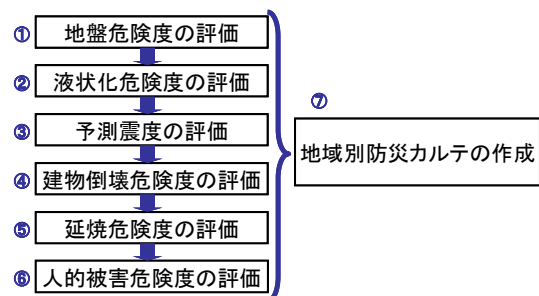 ① 地盤危険度の評価
② 液状化危険度の評価
③ 予測震度の評価
④ 建物倒壊危険度の評価
⑤ 延焼危険度の評価
⑥ 人的被害危険度の評価
⑦
地域別防災カルテの作成